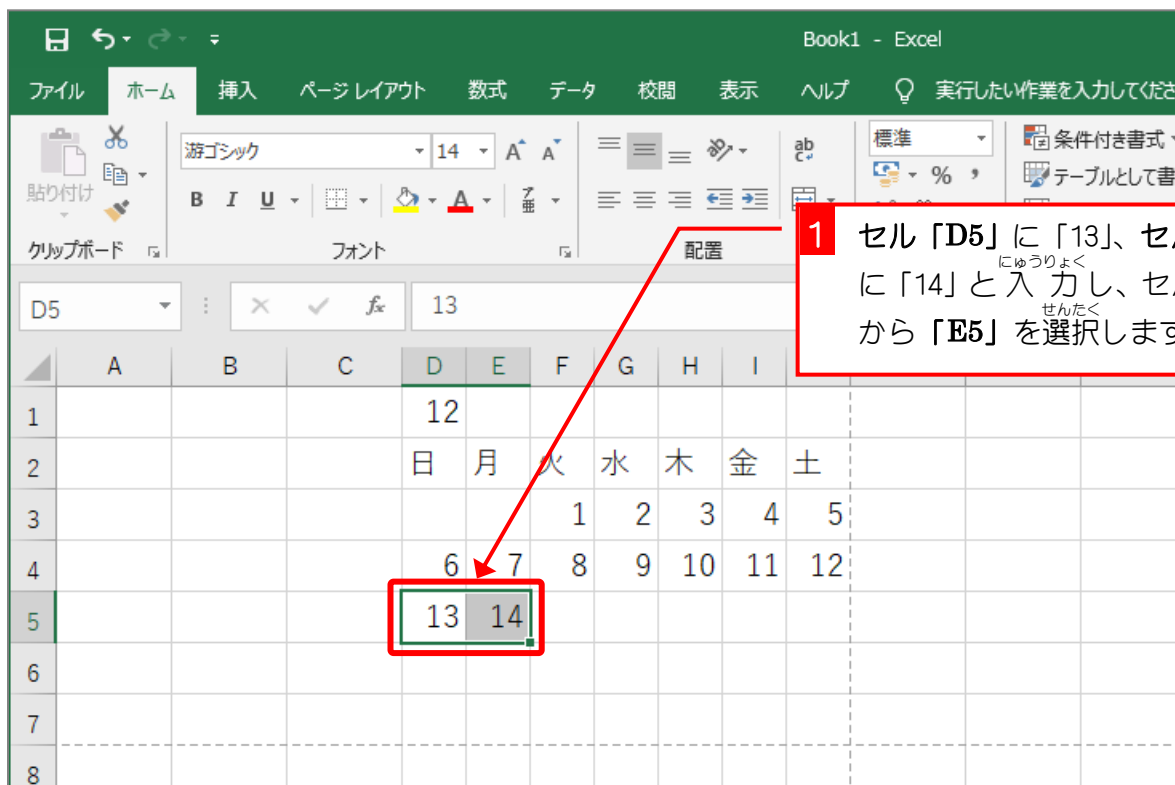 Book1 - Excel
ファイル ホーム 挿入 ページ レイアウト 数式 データ 校閲 表示 ヘルプ 実行したい作業を入力してくださ
貼り付け 游ゴシック 14 A A ab 標準 条件付き書式
B I U A 亜 % テーブルとして書
クリップボード フォント 配置
1 セル「D5」に「13」、セル
にゅうりょく
に「14」と入力し、セル
せんたく
から「E5」を選択します
D5 fx 13
A B C D E F G H I
1 12
2 日 月 火 水 木 金 土
3 1 2 3 4 5
4 6 7 8 9 10 11 12
5 13 14
6
7
8